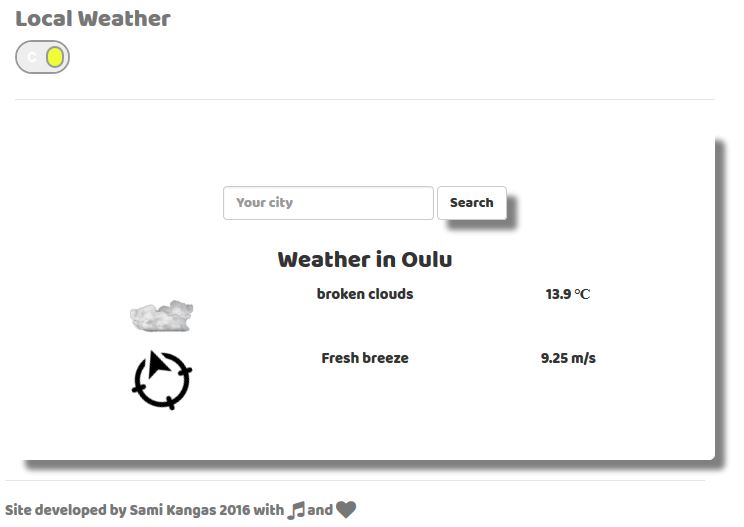 Local Weather
C
Your city
Search
Weather in Oulu
broken clouds 13.9 °C
Fresh breeze 9.25 m/s
Site developed by Sami Kangas 2016 with and